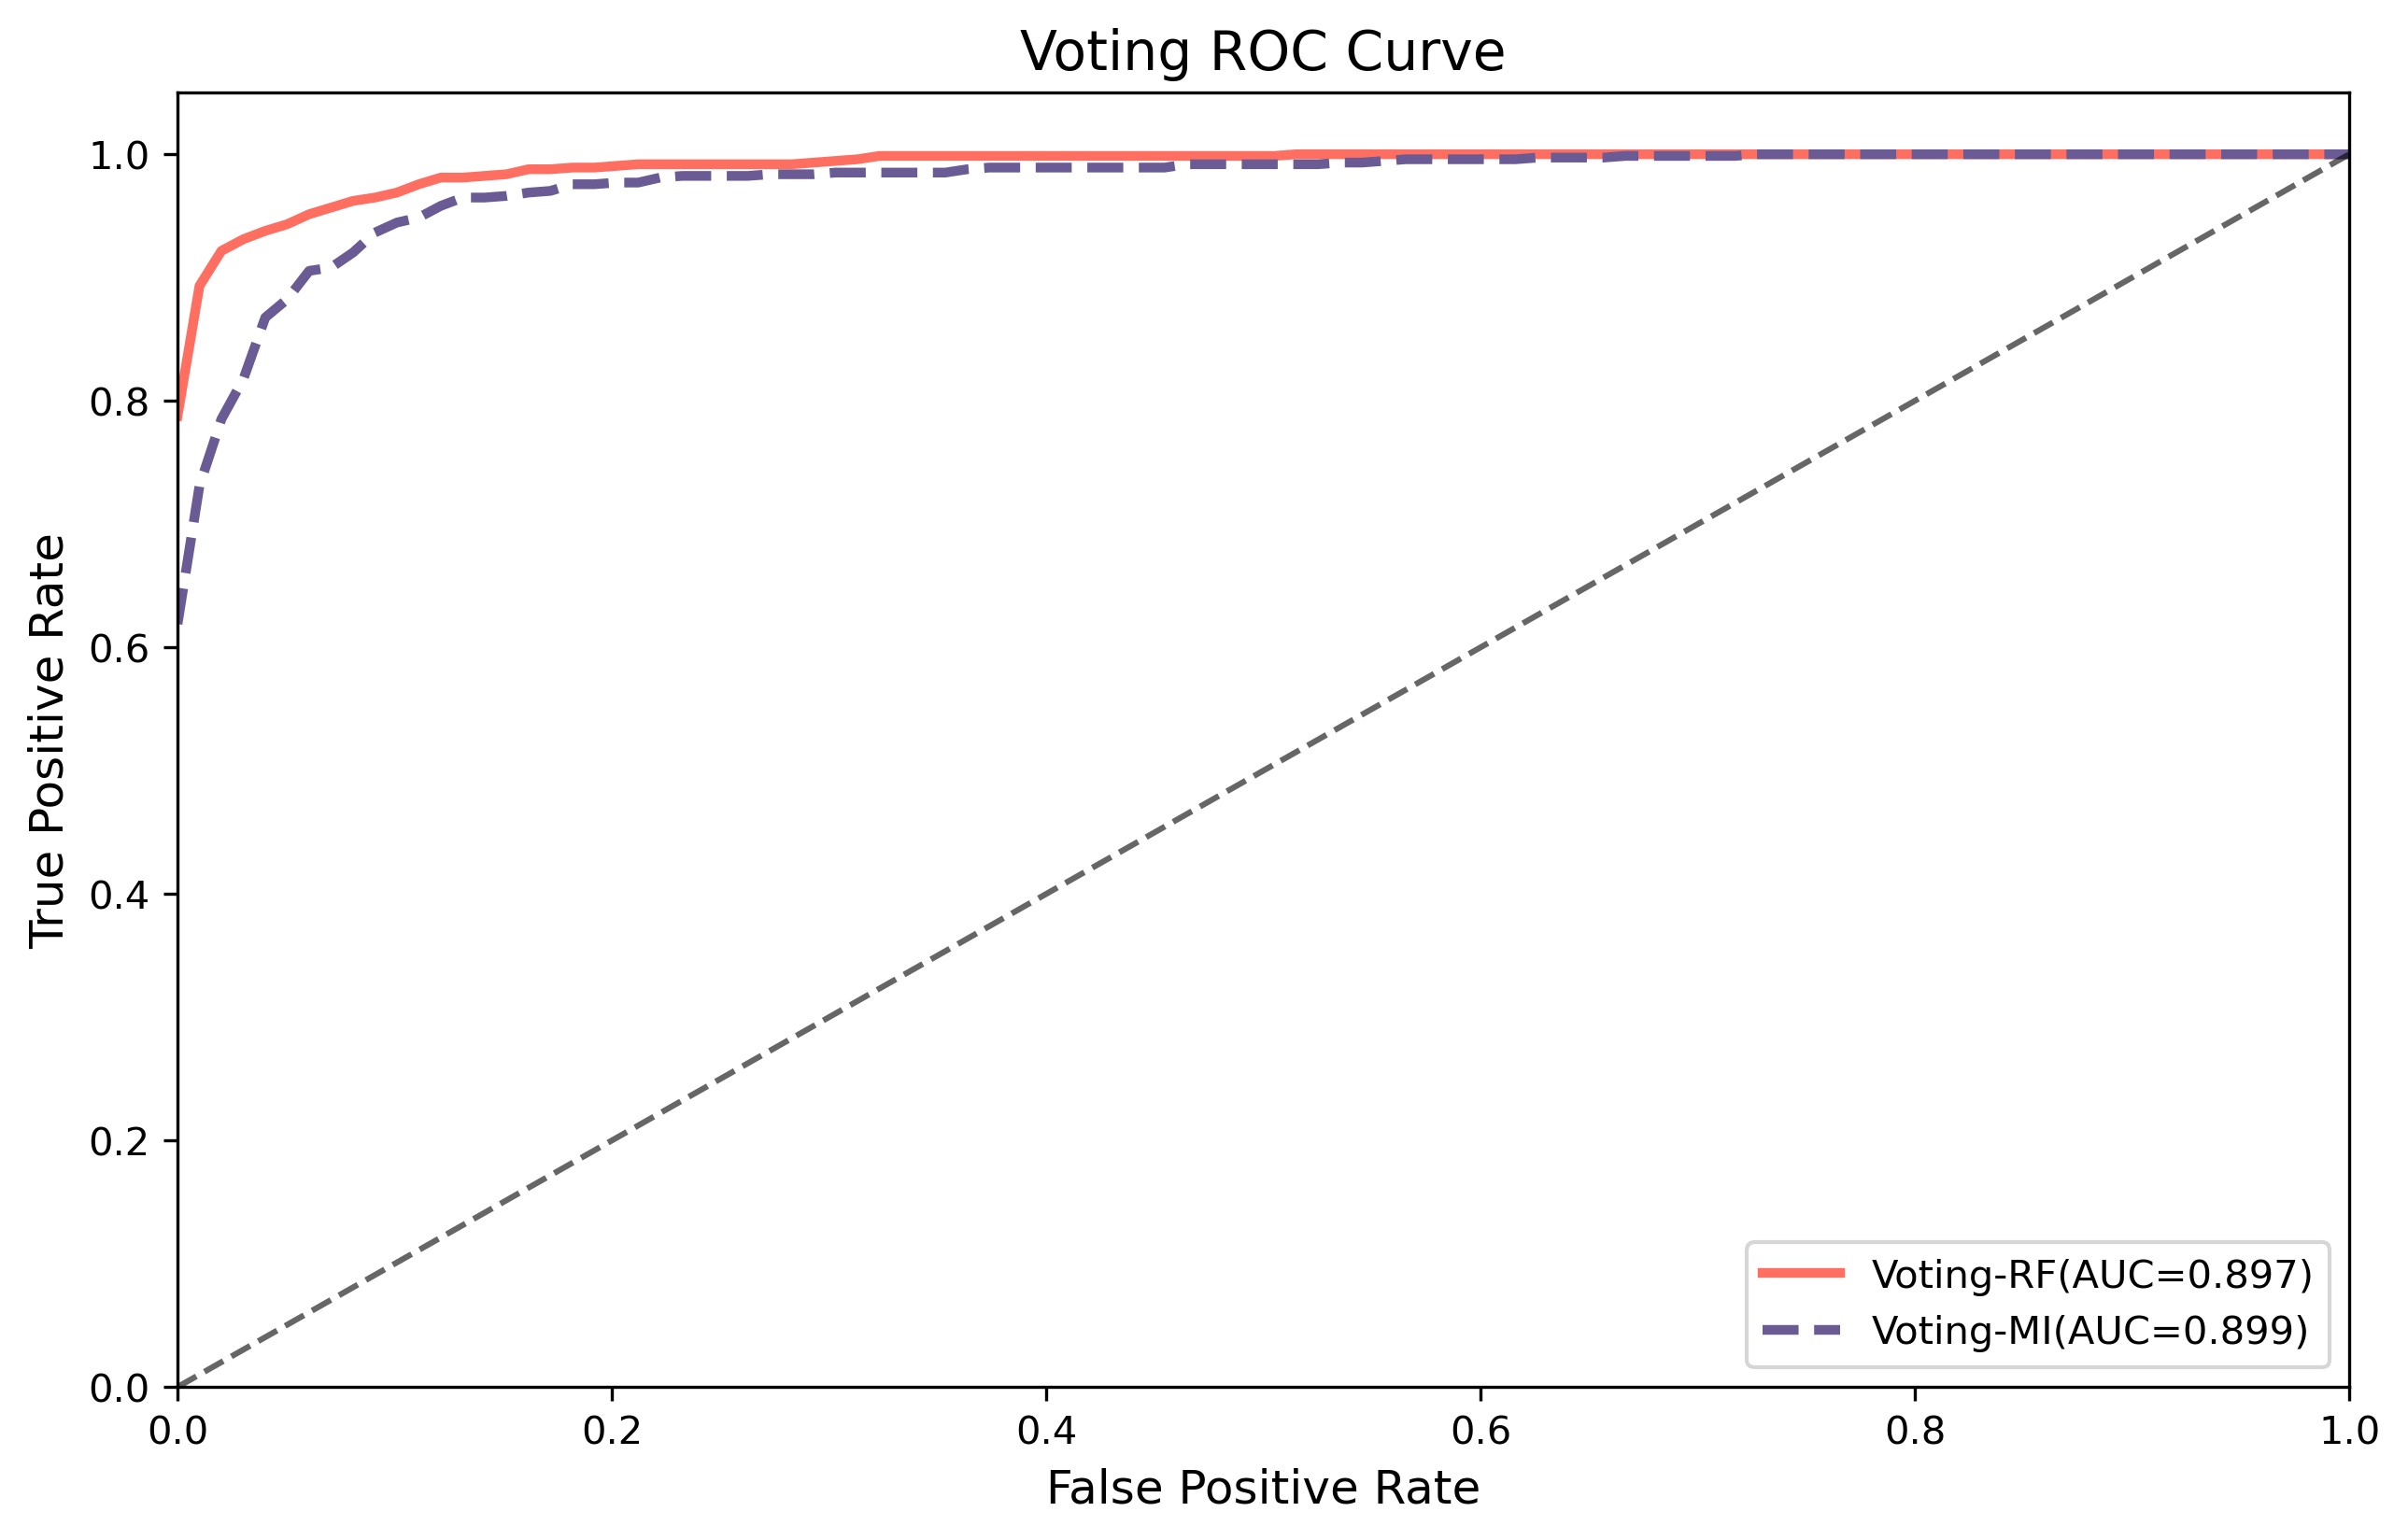 Voting ROC Curve
True Positive Rate
1.0
0.8
0.6
0.4
0.2
0.0
0.0 0.2 0.4 0.6 0.8 1.0
False Positive Rate
Voting-RF(AUC=0.897)
Voting-MI(AUC=0.899)